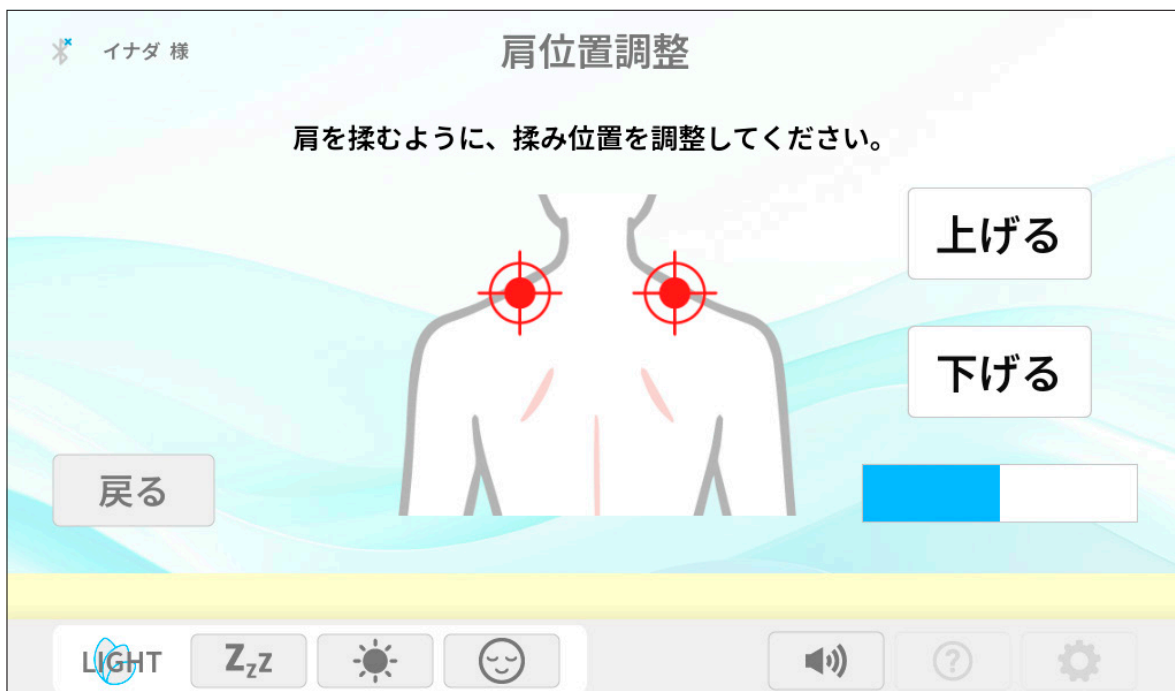 イナダ 様
肩位置調整
肩を揉むように、揉み位置を調整してください。
上げる
下げる
戻る
LIGHT
ZzZ
?